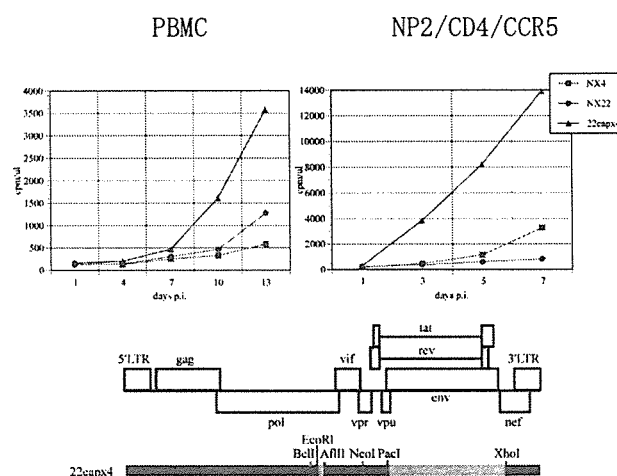 PBMC
NP2/CD4/CCR5
4000
3500
3000
2500
2000
1500
1000
500
0
1 4 7 10 13
days p.i.
14000
12000
10000
8000
6000
4000
2000
0
1 3 5 7
days p.i.
NX4
NX22
22capx4
tat
rev
5'LTR gag vif 3'LTR
pol vpr vpu env nef
EcoRI
BclI AflII NcoI PacI XhoI
22capx4